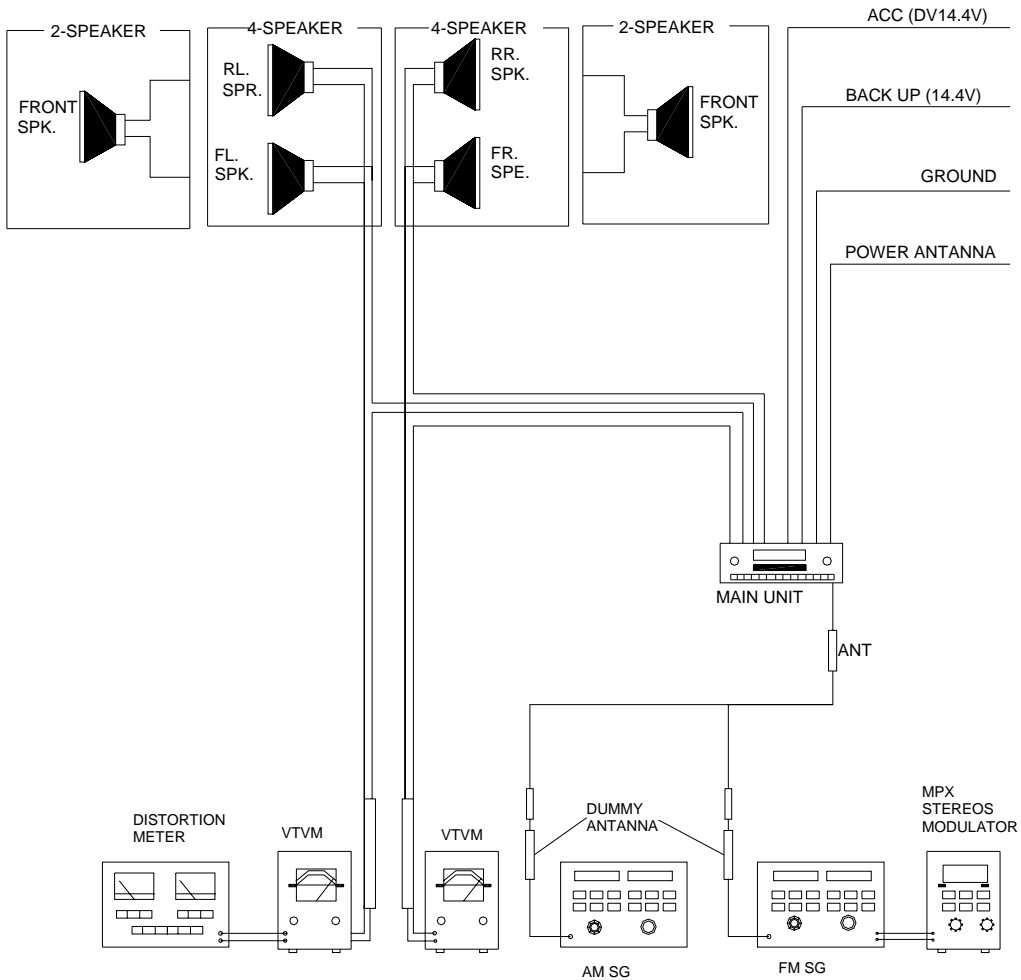 ACC (DV14.4V)
2-SPEAKER
4-SPEAKER
4-SPEAKER
2-SPEAKER
RL.
SPR.
RR.
SPK.
FRONT
SPK.
FRONT
SPK.
BACK UP (14.4V)
FL.
SPK.
FR.
SPE.
GROUND
POWER ANTANNA
MAIN UNIT
ANT
DISTORTION
METER
VTVM
VTVM
DUMMY
ANTANNA
MPX
STEREOS
MODULATOR
AM SG
FM SG